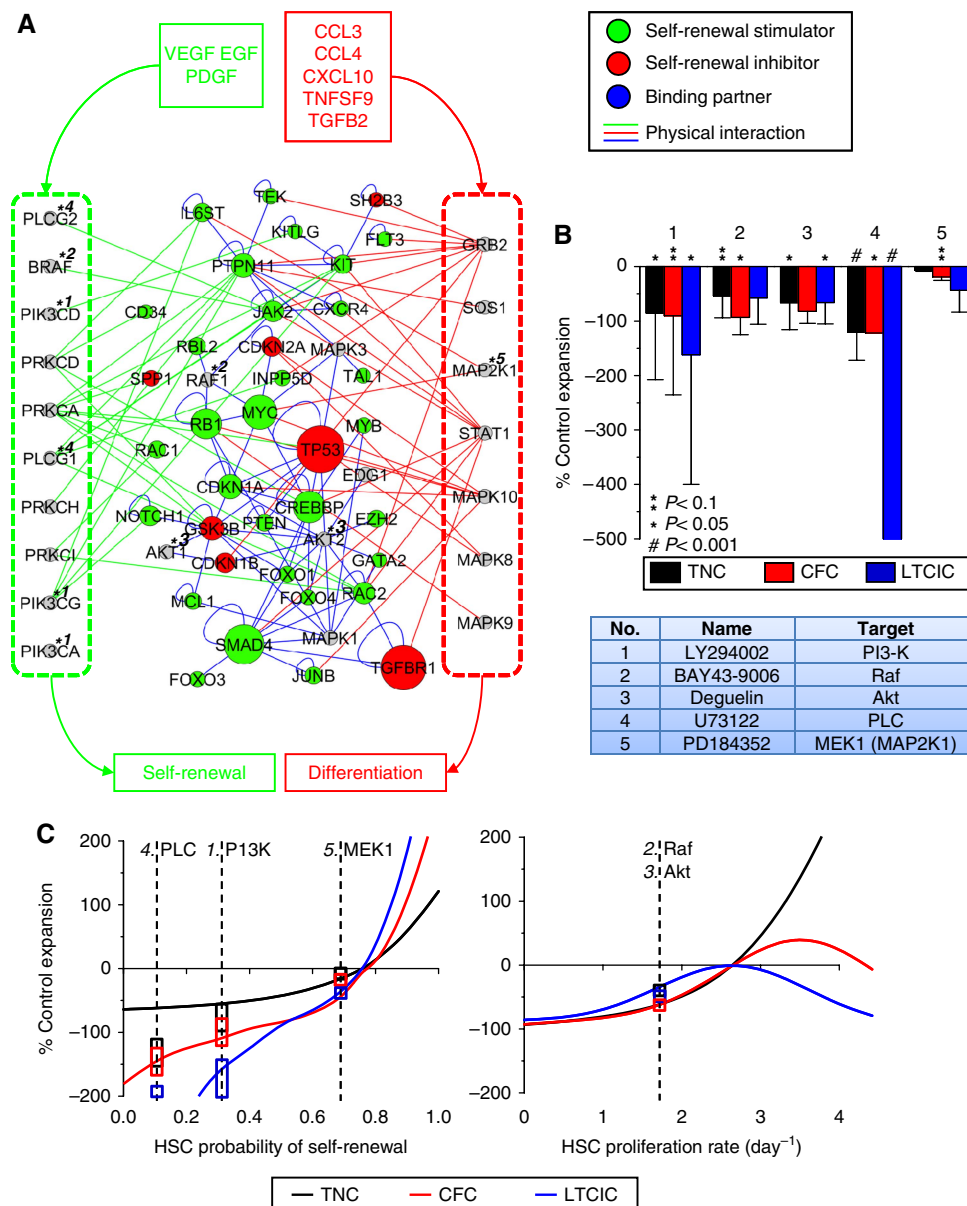 A
VEGF EGF
PDGF
CCL3
CCL4
CXCL10
TNFSF9
TGFB2
Self-renewal stimulator
Self-renewal inhibitor
Binding partner
Physical interaction
PLCG2 *4
BRAF *2
PIK3CD *1
PRKCD
PRKCA
PLCG1 *4
PRKCH
PRKCI
PIK3CG *1
PIK3CA *1
TEK
SH2B3
IL6ST
KITLG
FLT3
PTPN11
KIT
CD34
JAK2
CXCR4
RBL2
CDKN2A
MAPK3
SPP1
RAF1 *2
INPP5D
TAL1
RB1
MYC
MYB
RAC1
TP53
EDG1
CDKN1A
CREBBP
NOTCH1
GSK3B
PTEN
EZH2
AKT1 *3
AKT2 *3
CDKN1B
FOXO1
GATA2
MCL1
FOXO4
RAC2
SMAD4
MAPK1
TGFBR1
FOXO3
JUNB
GRB2
SOS1
MAP2K1 *5
STAT1
MAPK10
MAPK8
MAPK9
Self-renewal
Differentiation
B
1 2 3 4 5
* * * * * * * * * * # * # * *
% Control expansion
0
−100
−200
−300
−400
−500
* * P< 0.1
* P< 0.05
# P< 0.001
TNC CFC LTCIC
No. Name Target
1 LY294002 PI3-K
2 BAY43-9006 Raf
3 Deguelin Akt
4 U73122 PLC
5 PD184352 MEK1 (MAP2K1)
C
4. PLC 1. P13K 5. MEK1
% Control expansion
200
100
0
−100
−200
0.0 0.2 0.4 0.6 0.8 1.0
HSC probability of self-renewal
2. Raf
3. Akt
200
100
0
−100
−200
0 1 2 3 4
HSC proliferation rate (day⁻¹)
TNC CFC LTCIC